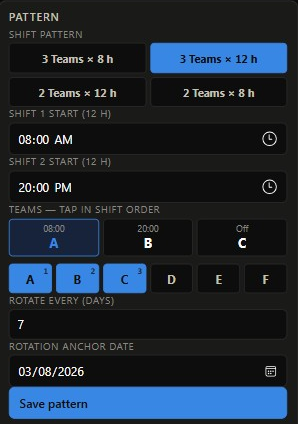 PATTERN
SHIFT PATTERN
3 Teams × 8 h
3 Teams × 12 h
2 Teams × 12 h
2 Teams × 8 h
SHIFT 1 START (12 H)
08:00 AM
SHIFT 2 START (12 H)
20:00 PM
TEAMS — TAP IN SHIFT ORDER
08:00 20:00 Off
A B C
A 1 B 2 C 3 D E F
ROTATE EVERY (DAYS)
7
ROTATION ANCHOR DATE
03/08/2026
Save pattern